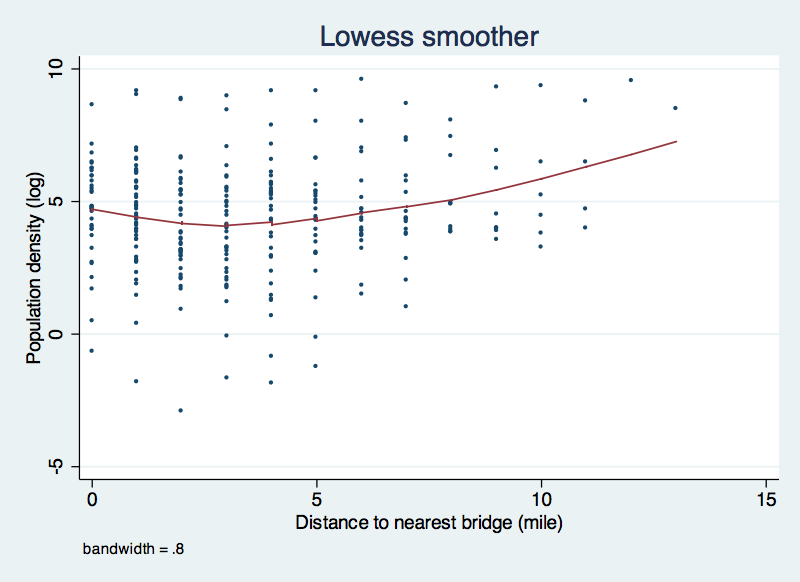 Lowess smoother
10
5
0
-5
Population density (log)
0 5 10 15
Distance to nearest bridge (mile)
bandwidth = .8